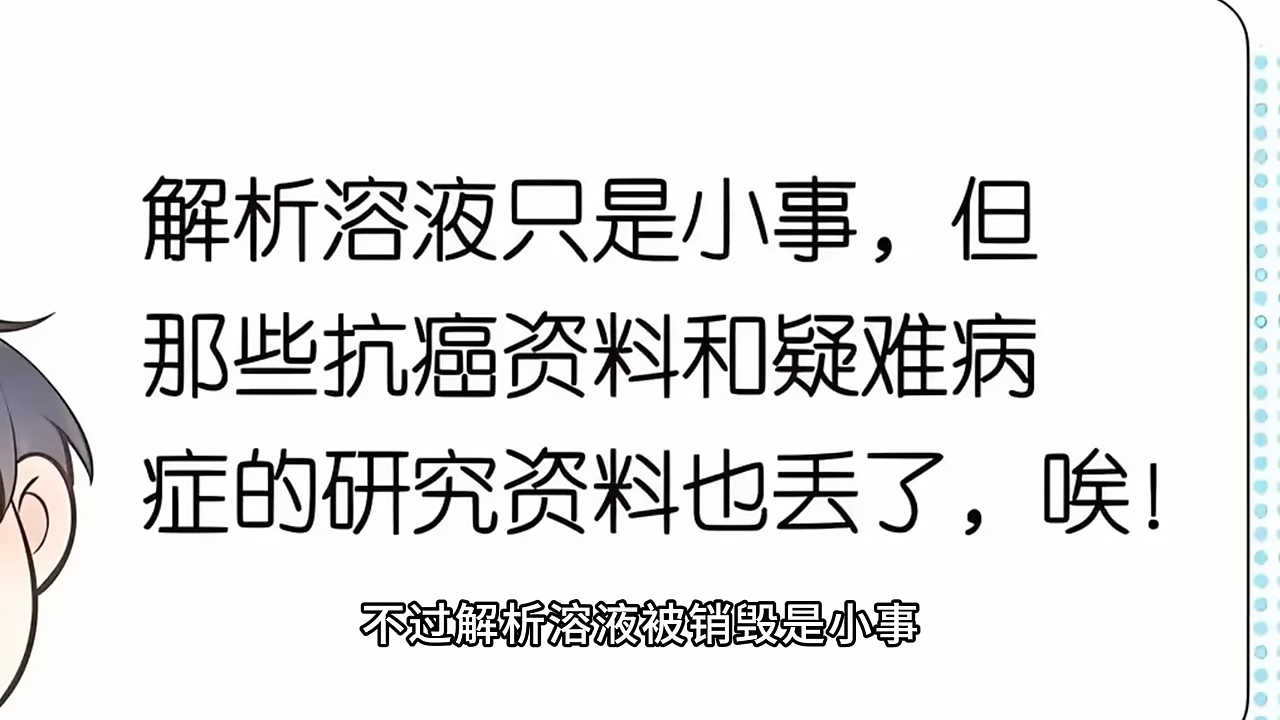 解析溶液只是小事，但
那些抗癌资料和疑难病
症的研究资料也丢了，唉！
不过解析溶液被销毁是小事